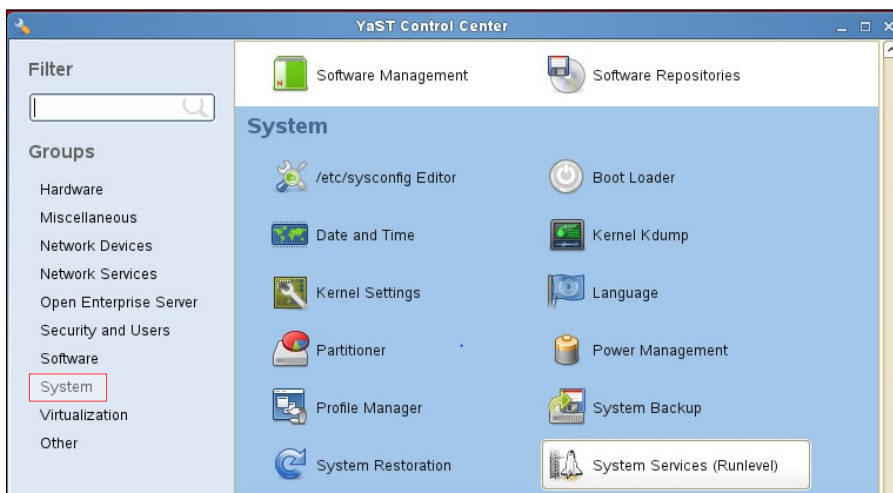 YaST Control Center
Filter
Groups
Hardware
Miscellaneous
Network Devices
Network Services
Open Enterprise Server
Security and Users
Software
System
Virtualization
Other
Software Management
Software Repositories
System
/etc/sysconfig Editor
Boot Loader
Date and Time
Kernel Kdump
Kernel Settings
Language
Partitioner
Power Management
Profile Manager
System Backup
System Restoration
System Services (Runlevel)